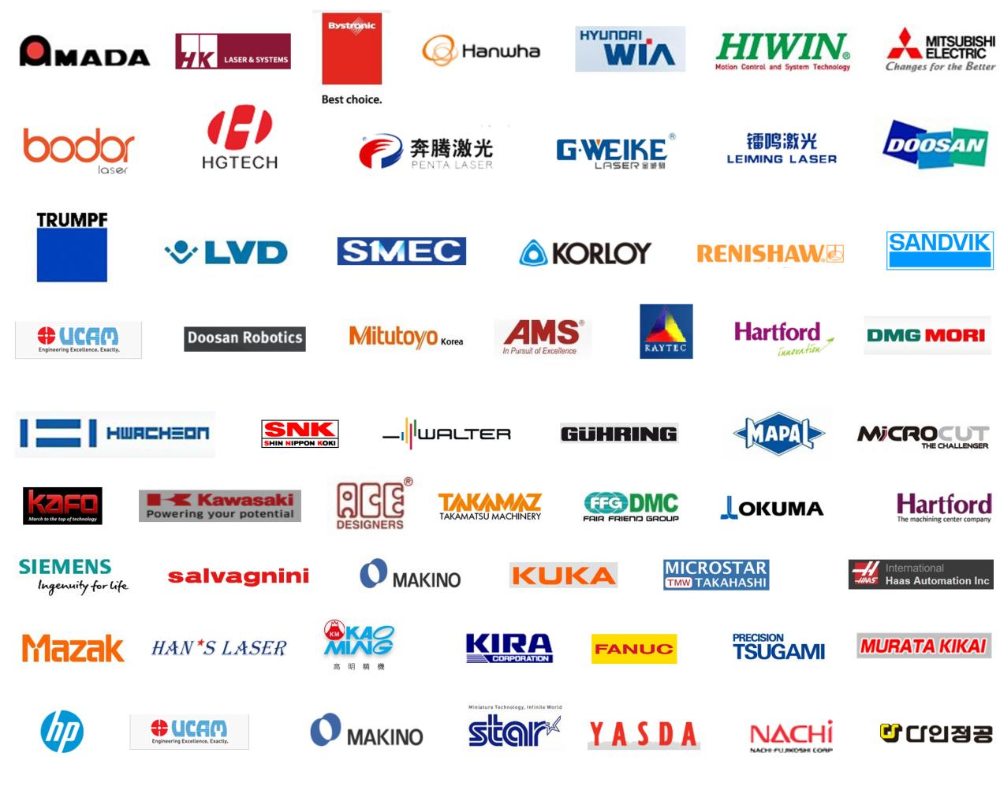 AMADA
HK LASER & SYSTEMS
Bystronic
Best choice.
Hanwha
HYUNDAI
WIA
HIWIN®
Motion Control and System Technology
MITSUBISHI
ELECTRIC
Changes for the Better
bodor
laser
HGTECH
奔腾激光
PENTA LASER
G·WEIKE®
LASER 金威刻
镭鸣激光
LEIMING LASER
DOOSAN
TRUMPF
LVD
SMEC
KORLOY
RENISHAW
SANDVIK
UCAM
Engineering Excellence. Exactly.
Doosan Robotics
Mitutoyo Korea
AMS®
In Pursuit of Excellence
RAYTEC
Hartford
innovation
DMG MORI
HWACHEON
SNK
SHIN NIPPON KOKI
WALTER
GÜHRING
MAPAL
MiCROCUT
THE CHALLENGER
KAFO
March to the top of technology
Kawasaki
Powering your potential
ACE®
DESIGNERS
TAKAMAZ
TAKAMATSU MACHINERY
FFG DMC
FAIR FRIEND GROUP
OKUMA
Hartford
The machining center company
SIEMENS
Ingenuity for life
salvagnini
MAKINO
KUKA
MICROSTAR
TMW TAKAHASHI
International
HAAS Haas Automation Inc
Mazak
HAN★S LASER
KM KAO
MING
高明精機
KIRA
CORPORATION
FANUC
PRECISION
TSUGAMI
MURATA KIKAI
hp
UCAM
Engineering Excellence. Exactly.
MAKINO
Miniature Technology, Infinite World
star
YASDA
NACHI
NACHI-FUJIKOSHI CORP
다인정공